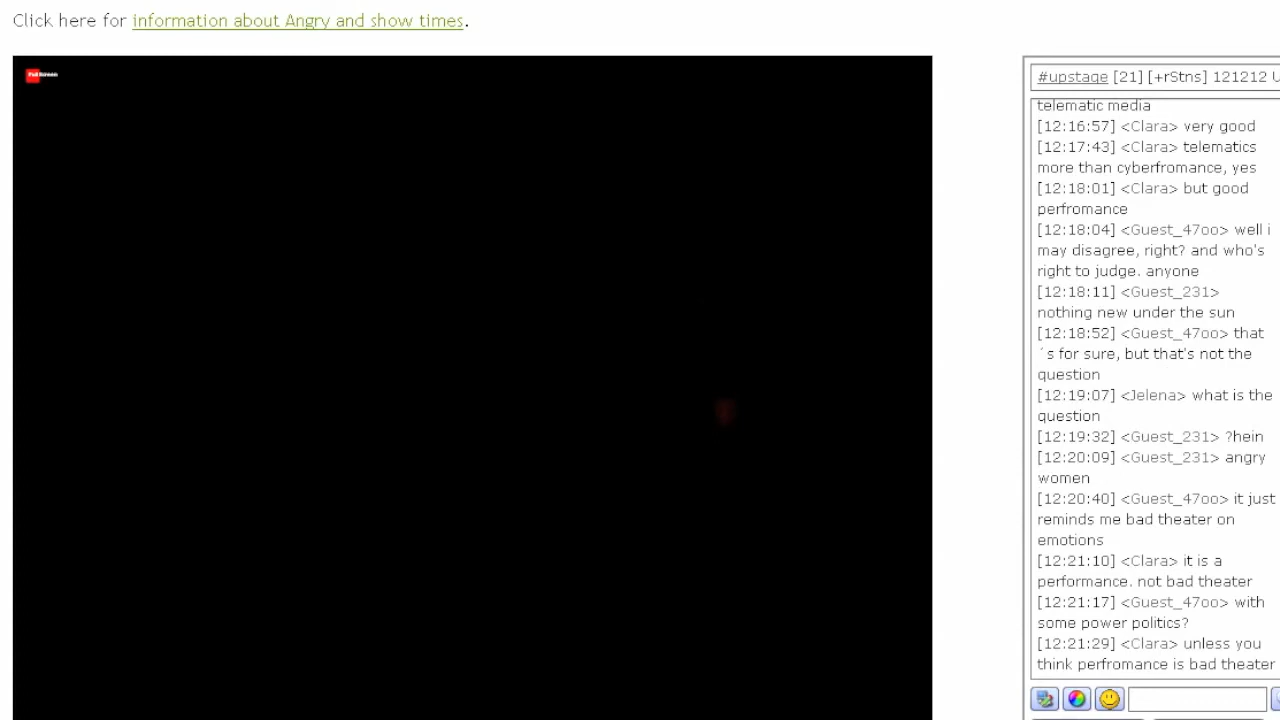 Click here for information about Angry and show times.
Full Screen
#upstage [21] [+rStns] 121212 U
telematic media
[12:16:57] <Clara> very good
[12:17:43] <Clara> telematics
more than cyberfromance, yes
[12:18:01] <Clara> but good
perfromance
[12:18:04] <Guest_47oo> well i
may disagree, right? and who's
right to judge. anyone
[12:18:11] <Guest_231>
nothing new under the sun
[12:18:52] <Guest_47oo> that
´s for sure, but that's not the
question
[12:19:07] <Jelena> what is the
question
[12:19:32] <Guest_231> ?hein
[12:20:09] <Guest_231> angry
women
[12:20:40] <Guest_47oo> it just
reminds me bad theater on
emotions
[12:21:10] <Clara> it is a
performance. not bad theater
[12:21:17] <Guest_47oo> with
some power politics?
[12:21:29] <Clara> unless you
think perfromance is bad theater